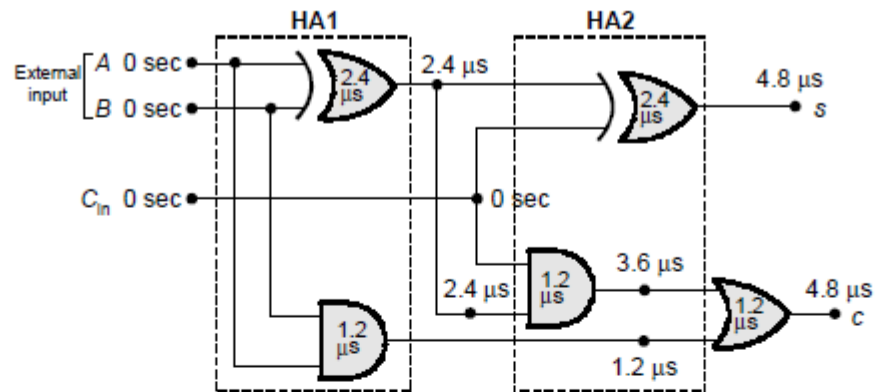 HA1
HA2
External
input
A 0 sec
B 0 sec
C in 0 sec
2.4
μs
2.4 μs
2.4
μs
4.8 μs
s
0 sec
2.4 μs
1.2
μs
3.6 μs
1.2
μs
4.8 μs
c
1.2
μs
1.2 μs